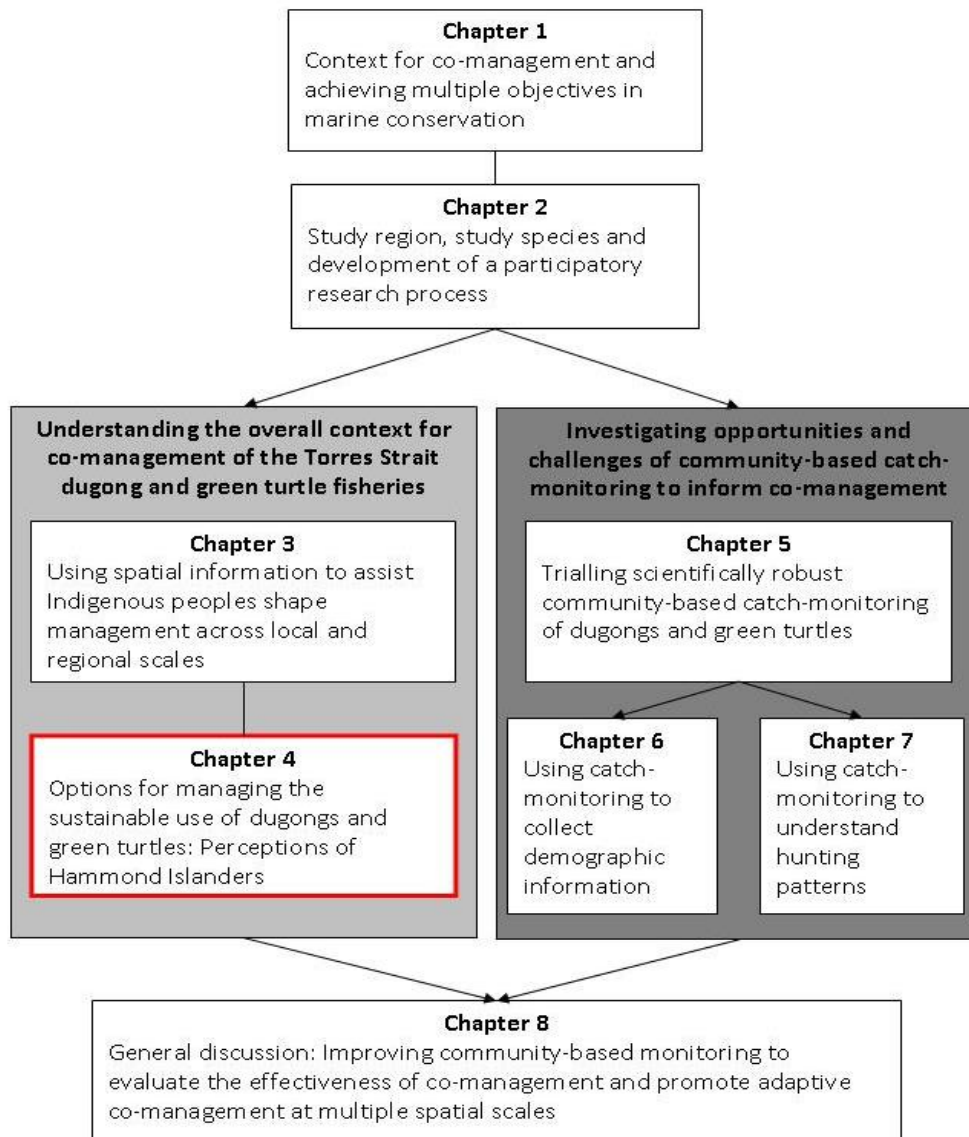 Chapter 1
Context for co-management and
achieving multiple objectives in
marine conservation
Chapter 2
Study region, study species and
development of a participatory
research process
Understanding the overall context for
co-management of the Torres Strait
dugong and green turtle fisheries
Chapter 3
Using spatial information to assist
Indigenous peoples shape
management across local and
regional scales
Chapter 4
Options for managing the
sustainable use of dugongs and
green turtles: Perceptions of
Hammond Islanders
Investigating opportunities and
challenges of community-based catch-
monitoring to inform co-management
Chapter 5
Trialling scientifically robust
community-based catch-monitoring
of dugongs and green turtles
Chapter 6
Using catch-
monitoring to
collect
demographic
information
Chapter 7
Using catch-
monitoring to
understand
hunting
patterns
Chapter 8
General discussion: Improving community-based monitoring to
evaluate the effectiveness of co-management and promote adaptive
co-management at multiple spatial scales